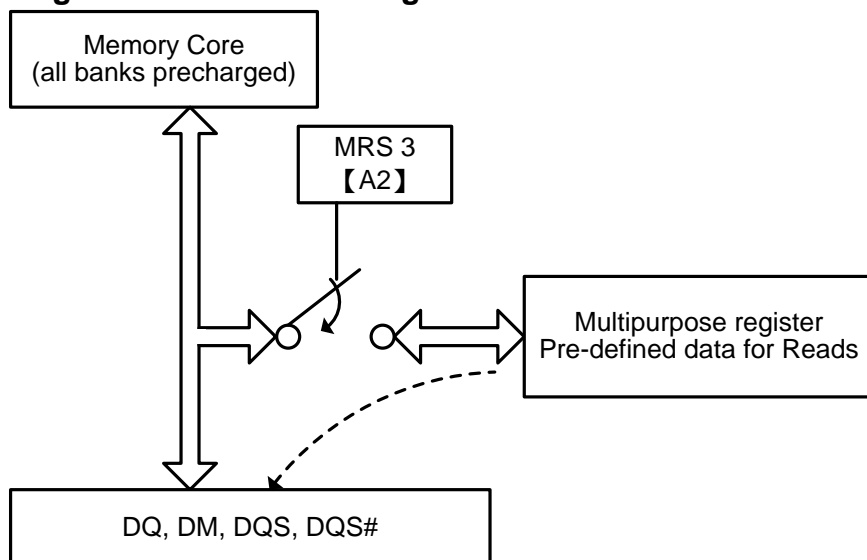 Memory Core
(all banks precharged)
MRS 3
【A2】
Multipurpose register
Pre-defined data for Reads
DQ, DM, DQS, DQS#